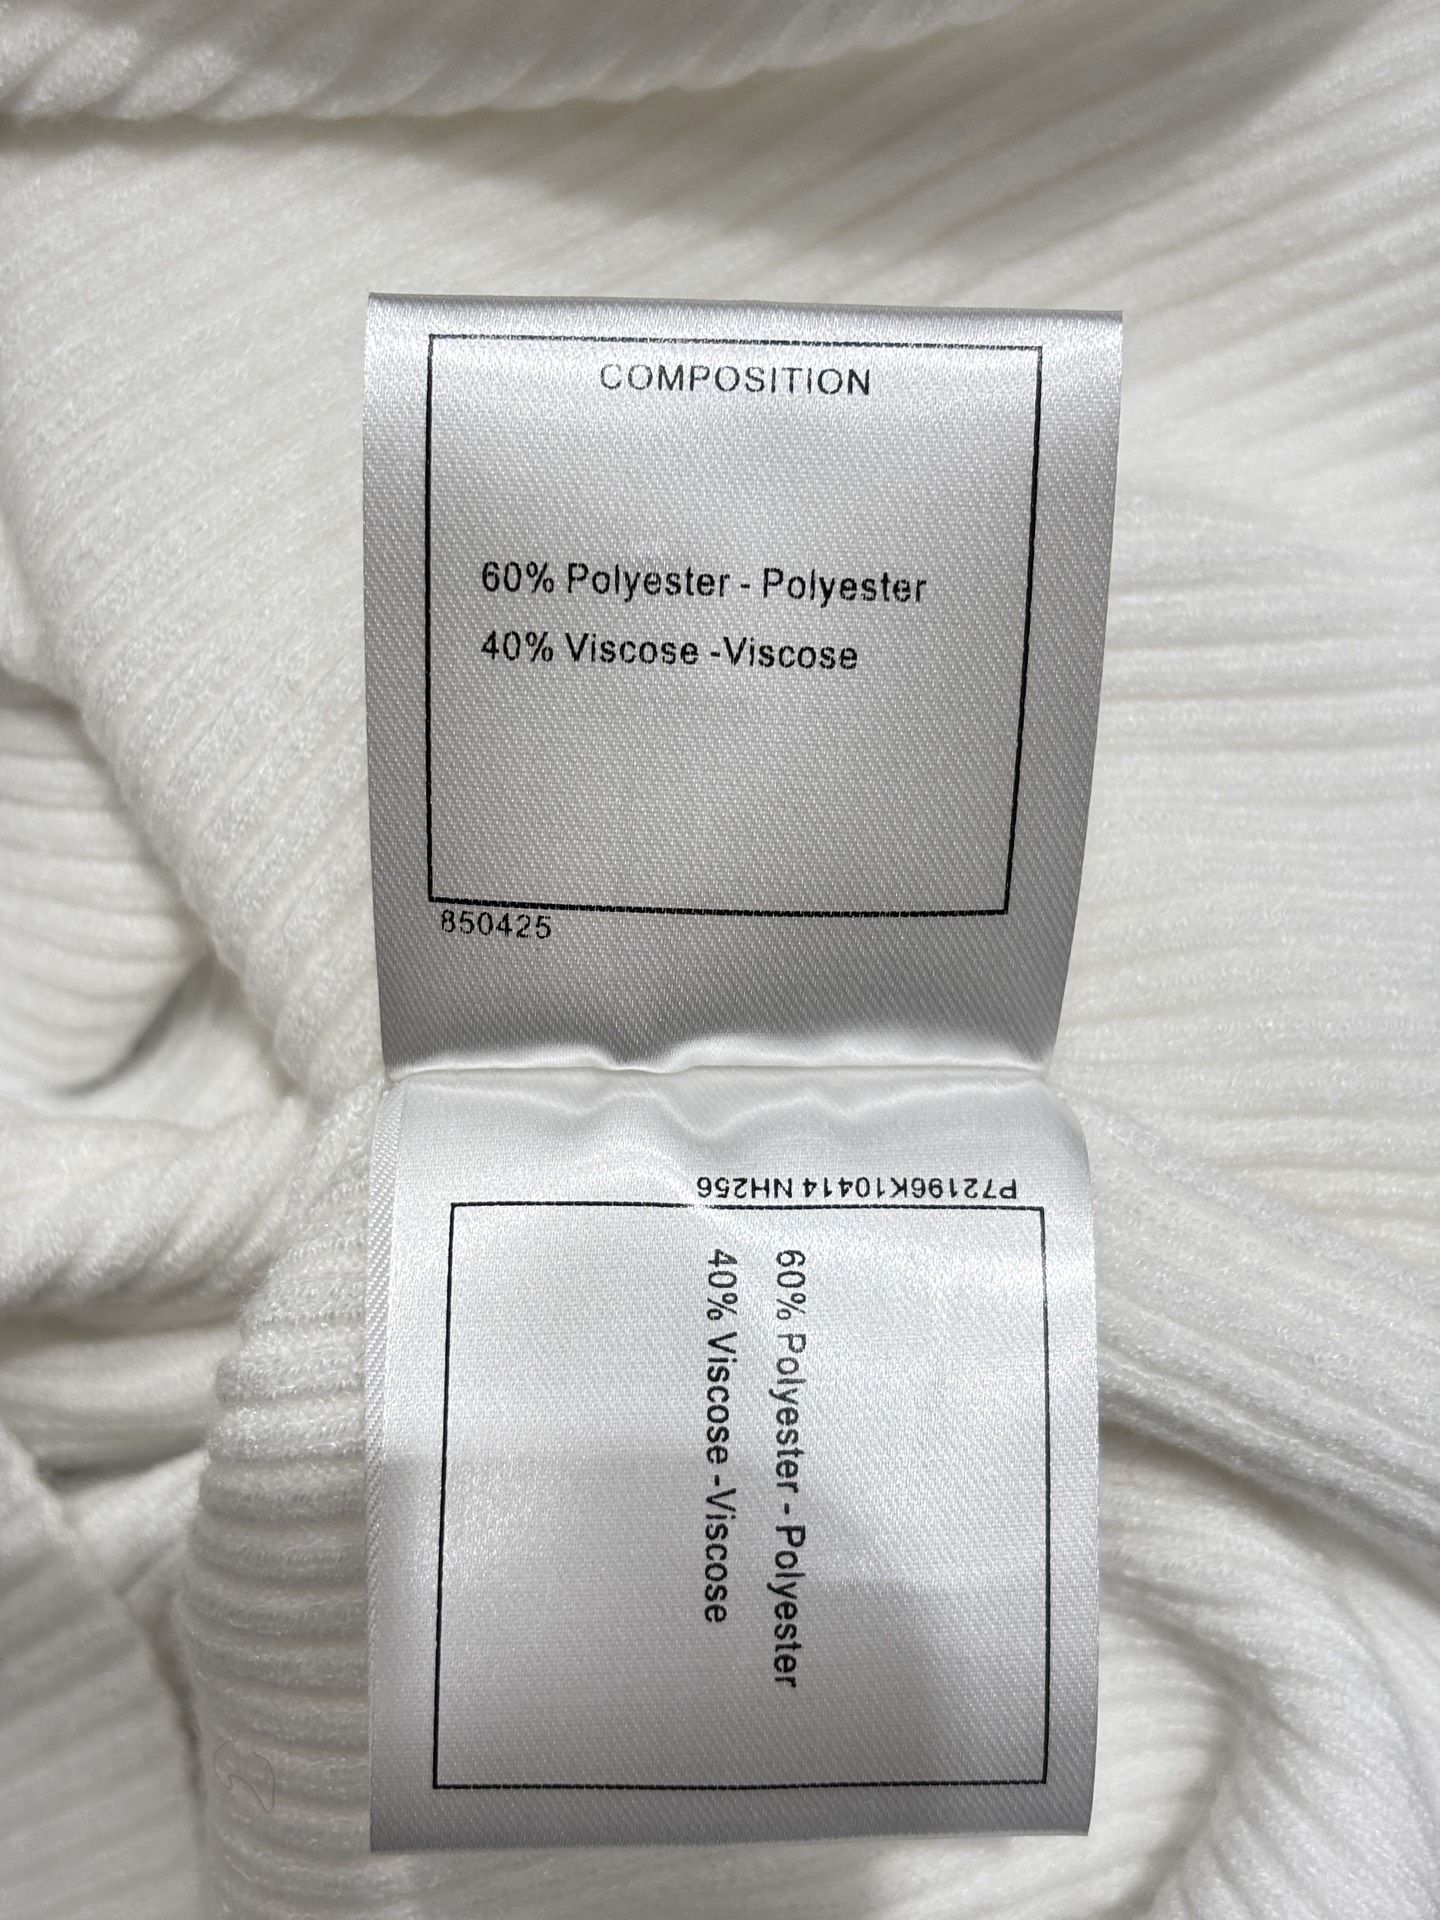 COMPOSITION
60% Polyester - Polyester
40% Viscose -Viscose
850425
P72196K10414 NH256
60% Polyester - Polyester
40% Viscose -Viscose